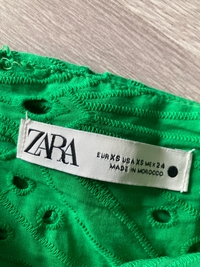 ZARA
EUR XS USA XS MEX 24
MADE IN MOROCCO